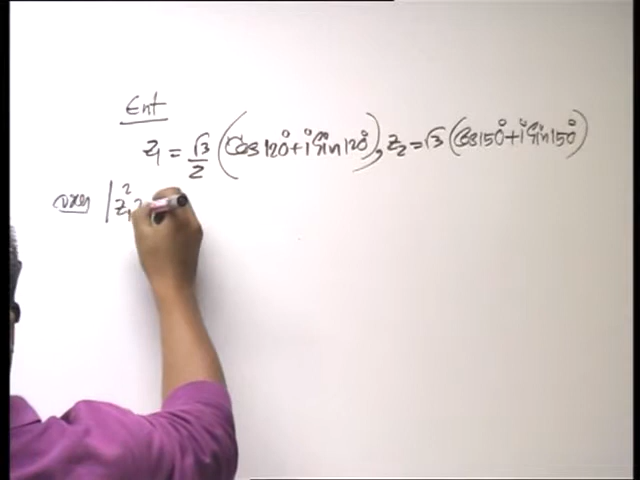 Ent
z₁ = √3/2 (Cos 120° + i Sin 120°), z₂ = √3 (Cos 150° + i Sin 150°)
| z₁²